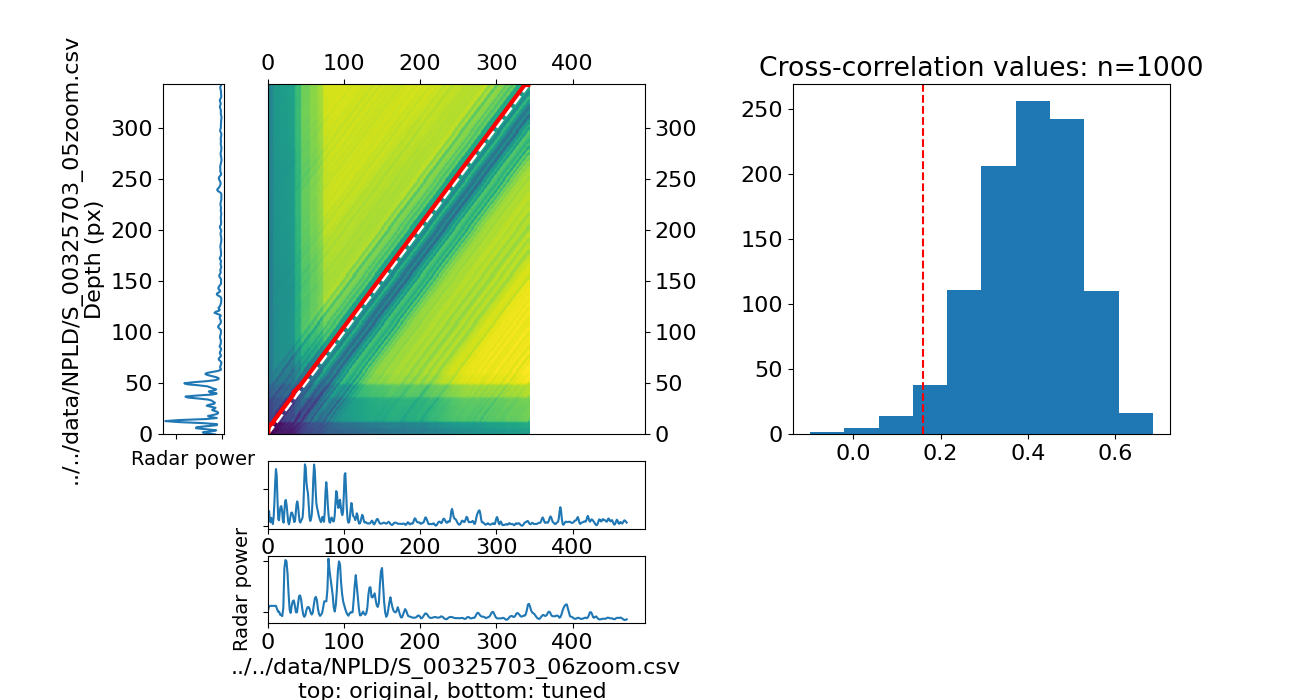 Cross-correlation values: n=1000
0 100 200 300 400
../../data/NPLD/S_00325703_05zoom.csv
Depth (px)
300
250
200
150
100
50
0
Radar power
300
250
200
150
100
50
0
250
200
150
100
50
0
0.0 0.2 0.4 0.6
0 100 200 300 400
Radar power
0 100 200 300 400
../../data/NPLD/S_00325703_06zoom.csv
top: original, bottom: tuned